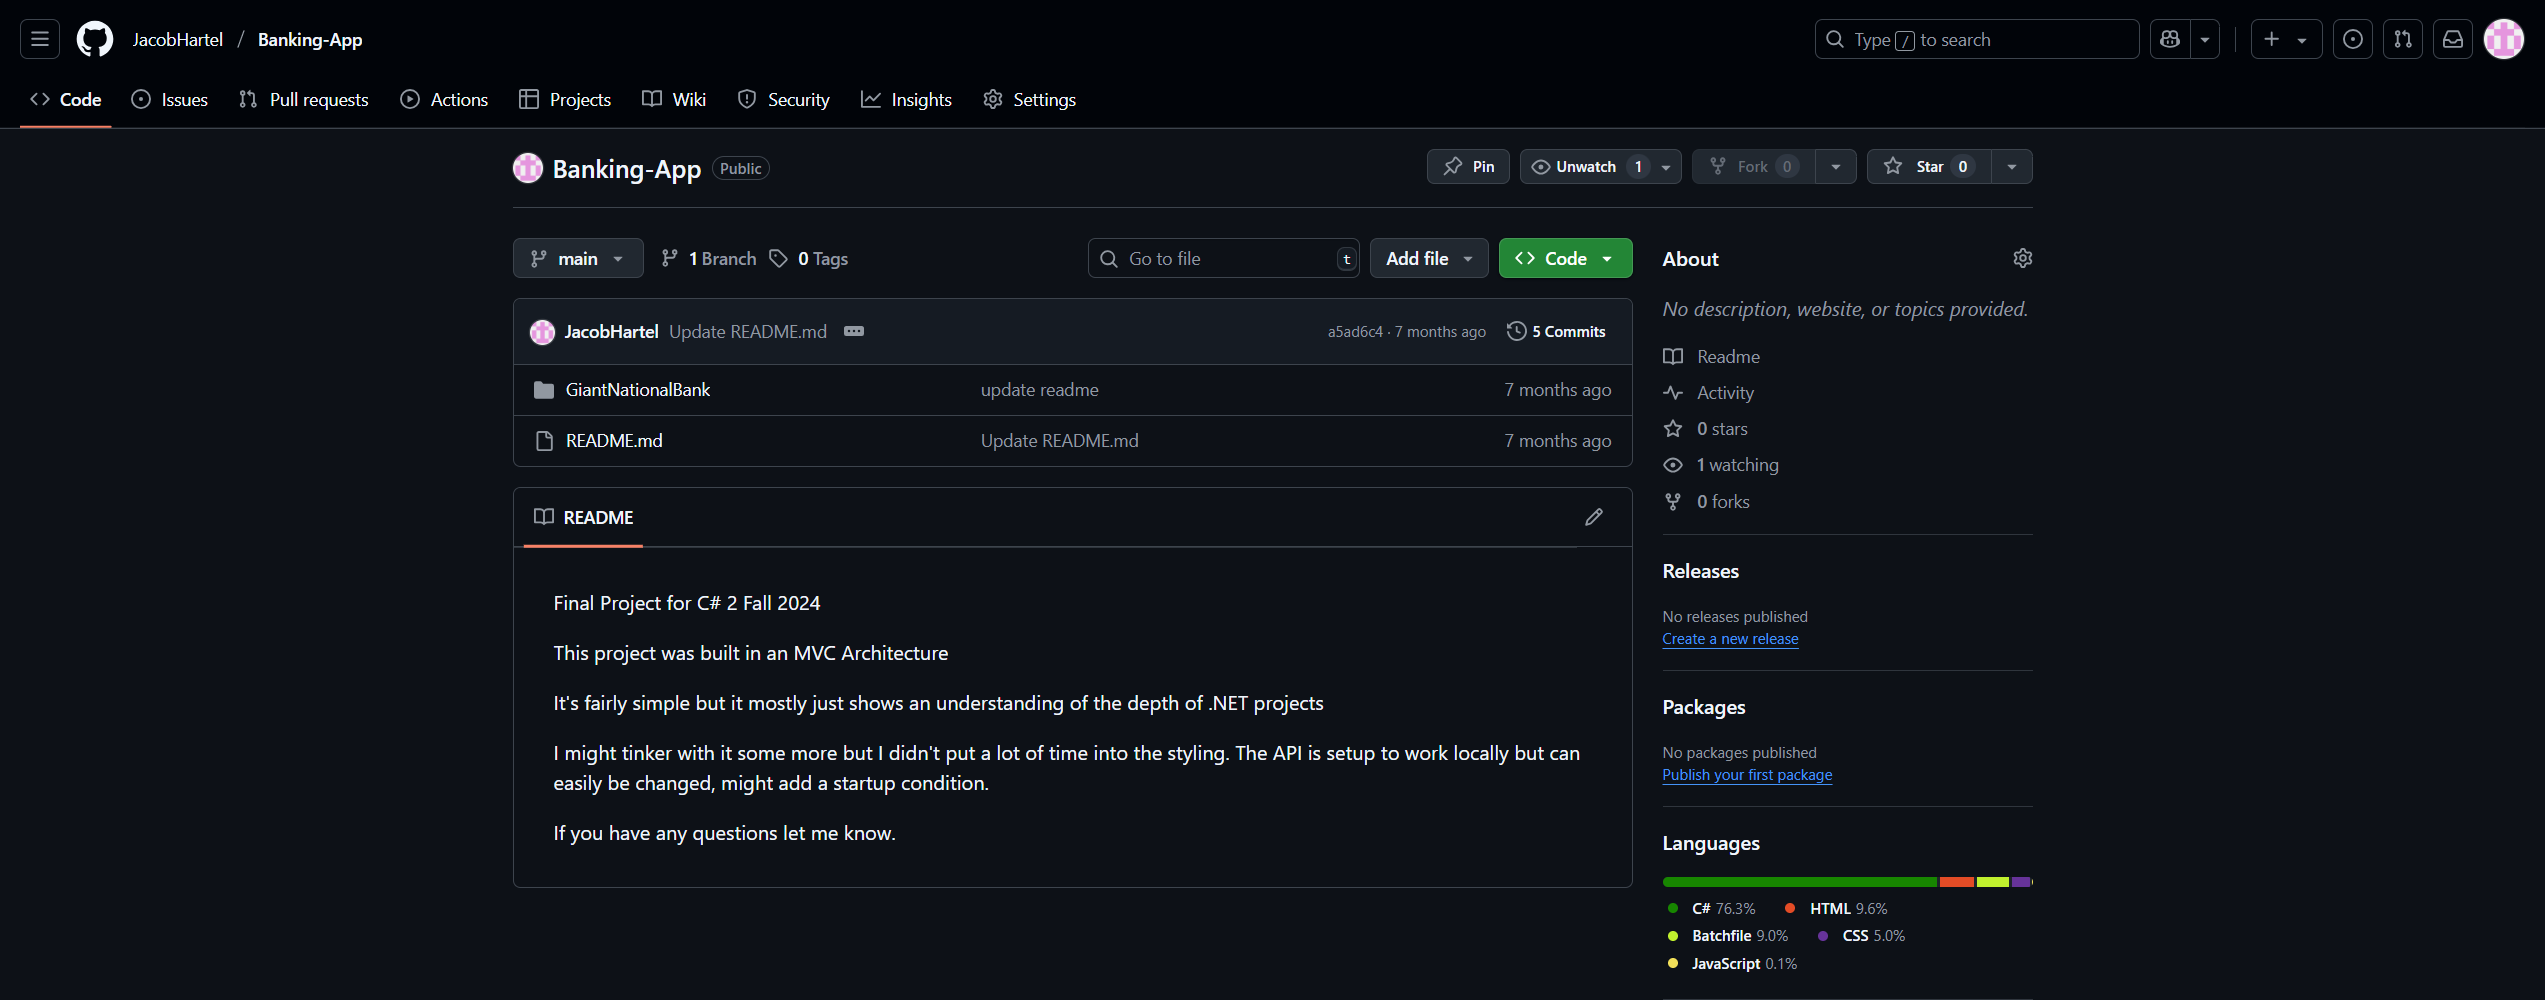 JacobHartel / Banking-App
Type / to search
Code Issues Pull requests Actions Projects Wiki Security Insights Settings
Banking-App Public
Pin Unwatch 1 Fork 0 Star 0
main 1 Branch 0 Tags
Go to file t Add file Code
JacobHartel Update README.md a5ad6c4 · 7 months ago 5 Commits
GiantNationalBank update readme 7 months ago
README.md Update README.md 7 months ago
README
Final Project for C# 2 Fall 2024
This project was built in an MVC Architecture
It's fairly simple but it mostly just shows an understanding of the depth of .NET projects
I might tinker with it some more but I didn't put a lot of time into the styling. The API is setup to work locally but can
easily be changed, might add a startup condition.
If you have any questions let me know.
About
No description, website, or topics provided.
Readme
Activity
0 stars
1 watching
0 forks
Releases
No releases published
Create a new release
Packages
No packages published
Publish your first package
Languages
C# 76.3% HTML 9.6%
Batchfile 9.0% CSS 5.0%
JavaScript 0.1%